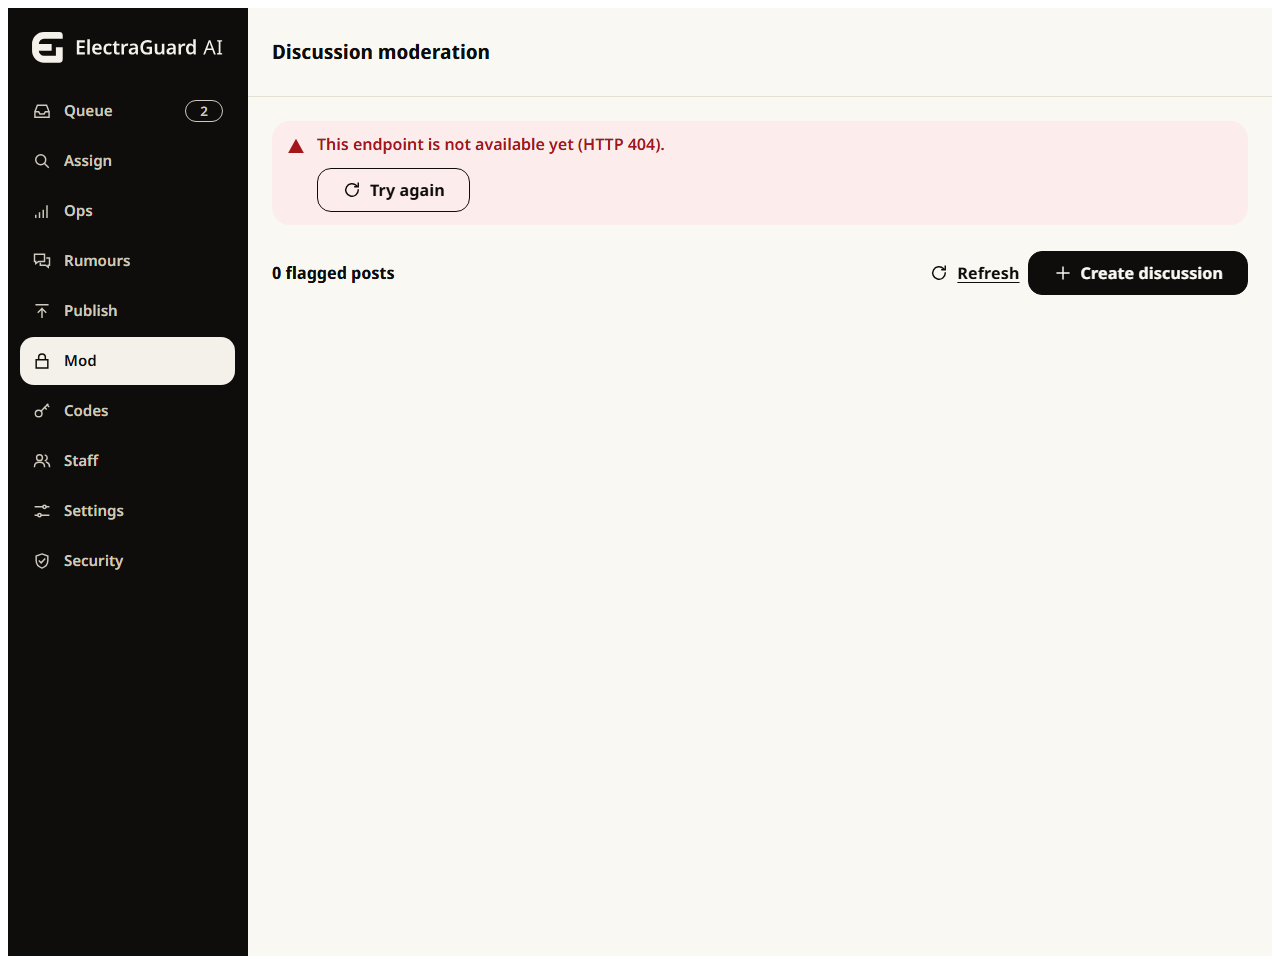 ElectraGuard AI
Queue 2
Assign
Ops
Rumours
Publish
Mod
Codes
Staff
Settings
Security
Discussion moderation
This endpoint is not available yet (HTTP 404).
Try again
0 flagged posts
Refresh
Create discussion